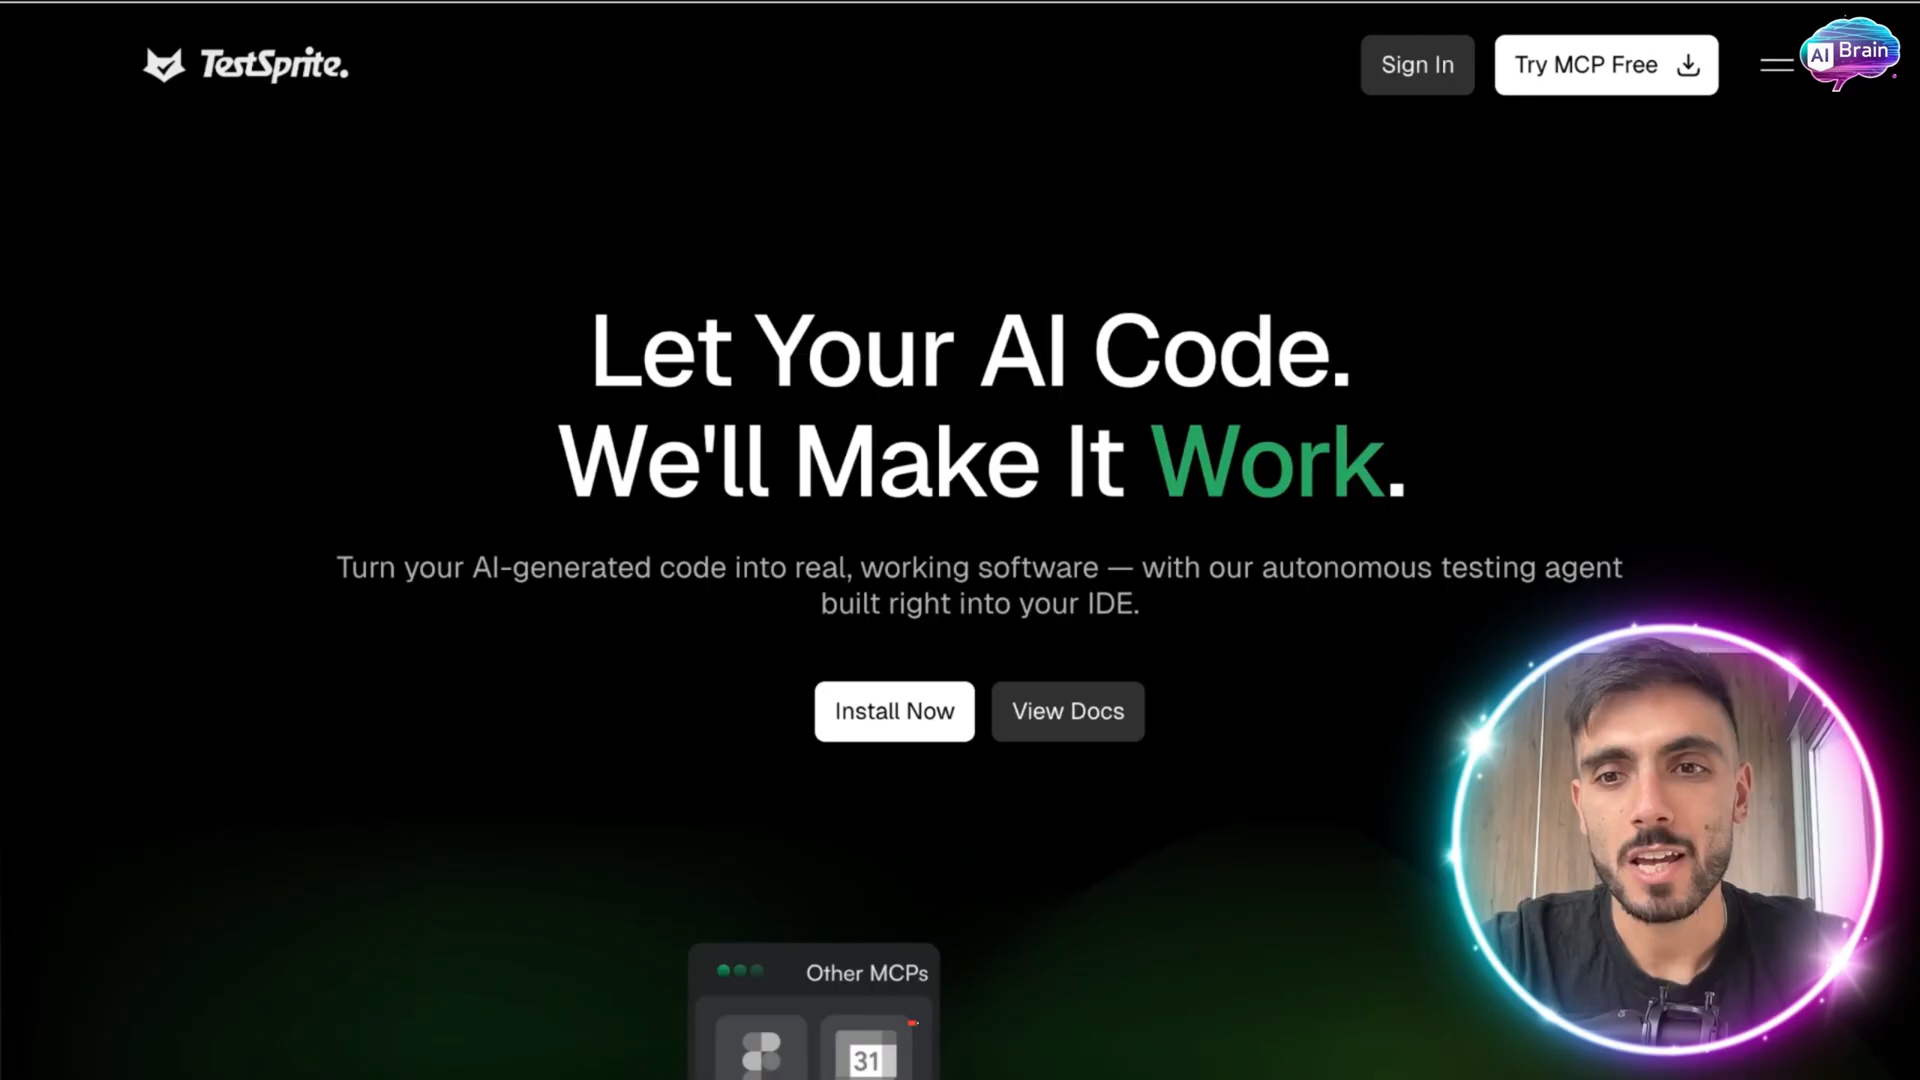 TestSprite.
Sign In
Try MCP Free
AI Brain
Let Your AI Code.
We'll Make It Work.
Turn your AI-generated code into real, working software — with our autonomous testing agent
built right into your IDE.
Install Now
View Docs
Other MCPs
31